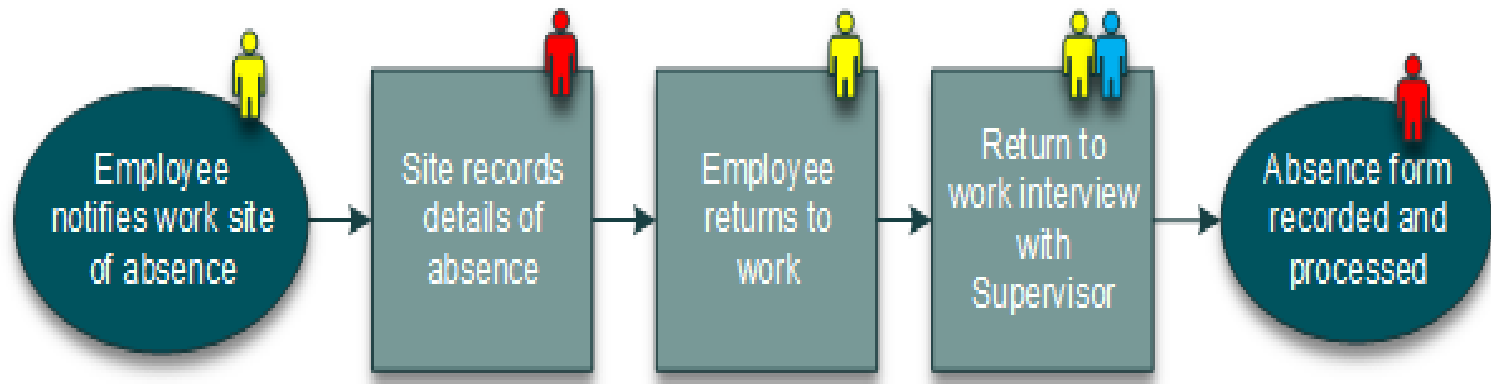 Employee
notifies work site
of absence
Site records
details of
absence
Employee
returns to
work
Return to
work interview
with
Supervisor
Absence form
recorded and
processed